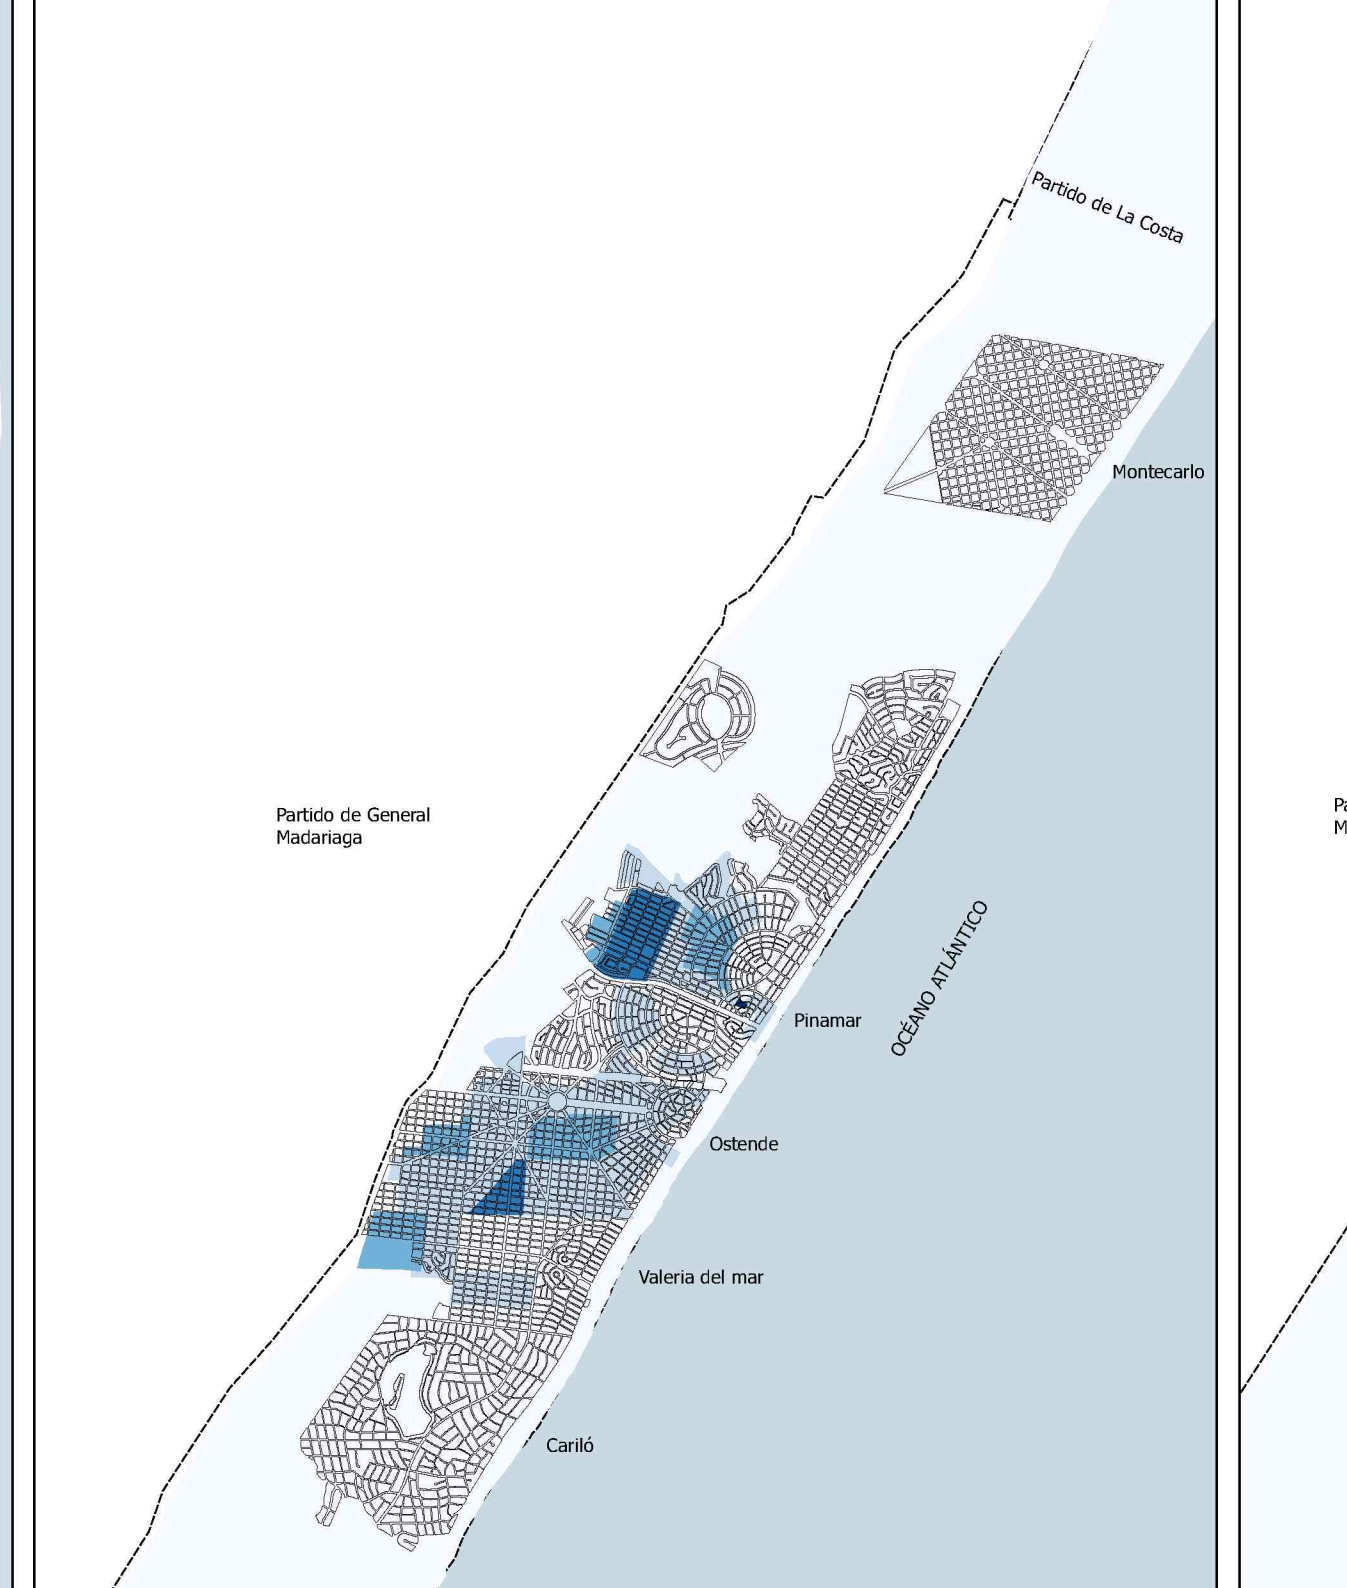 Partido de La Costa
Montecarlo
Partido de General
Madariaga
OCÉANO ATLÁNTICO
Pinamar
Ostende
Valeria del mar
Cariló